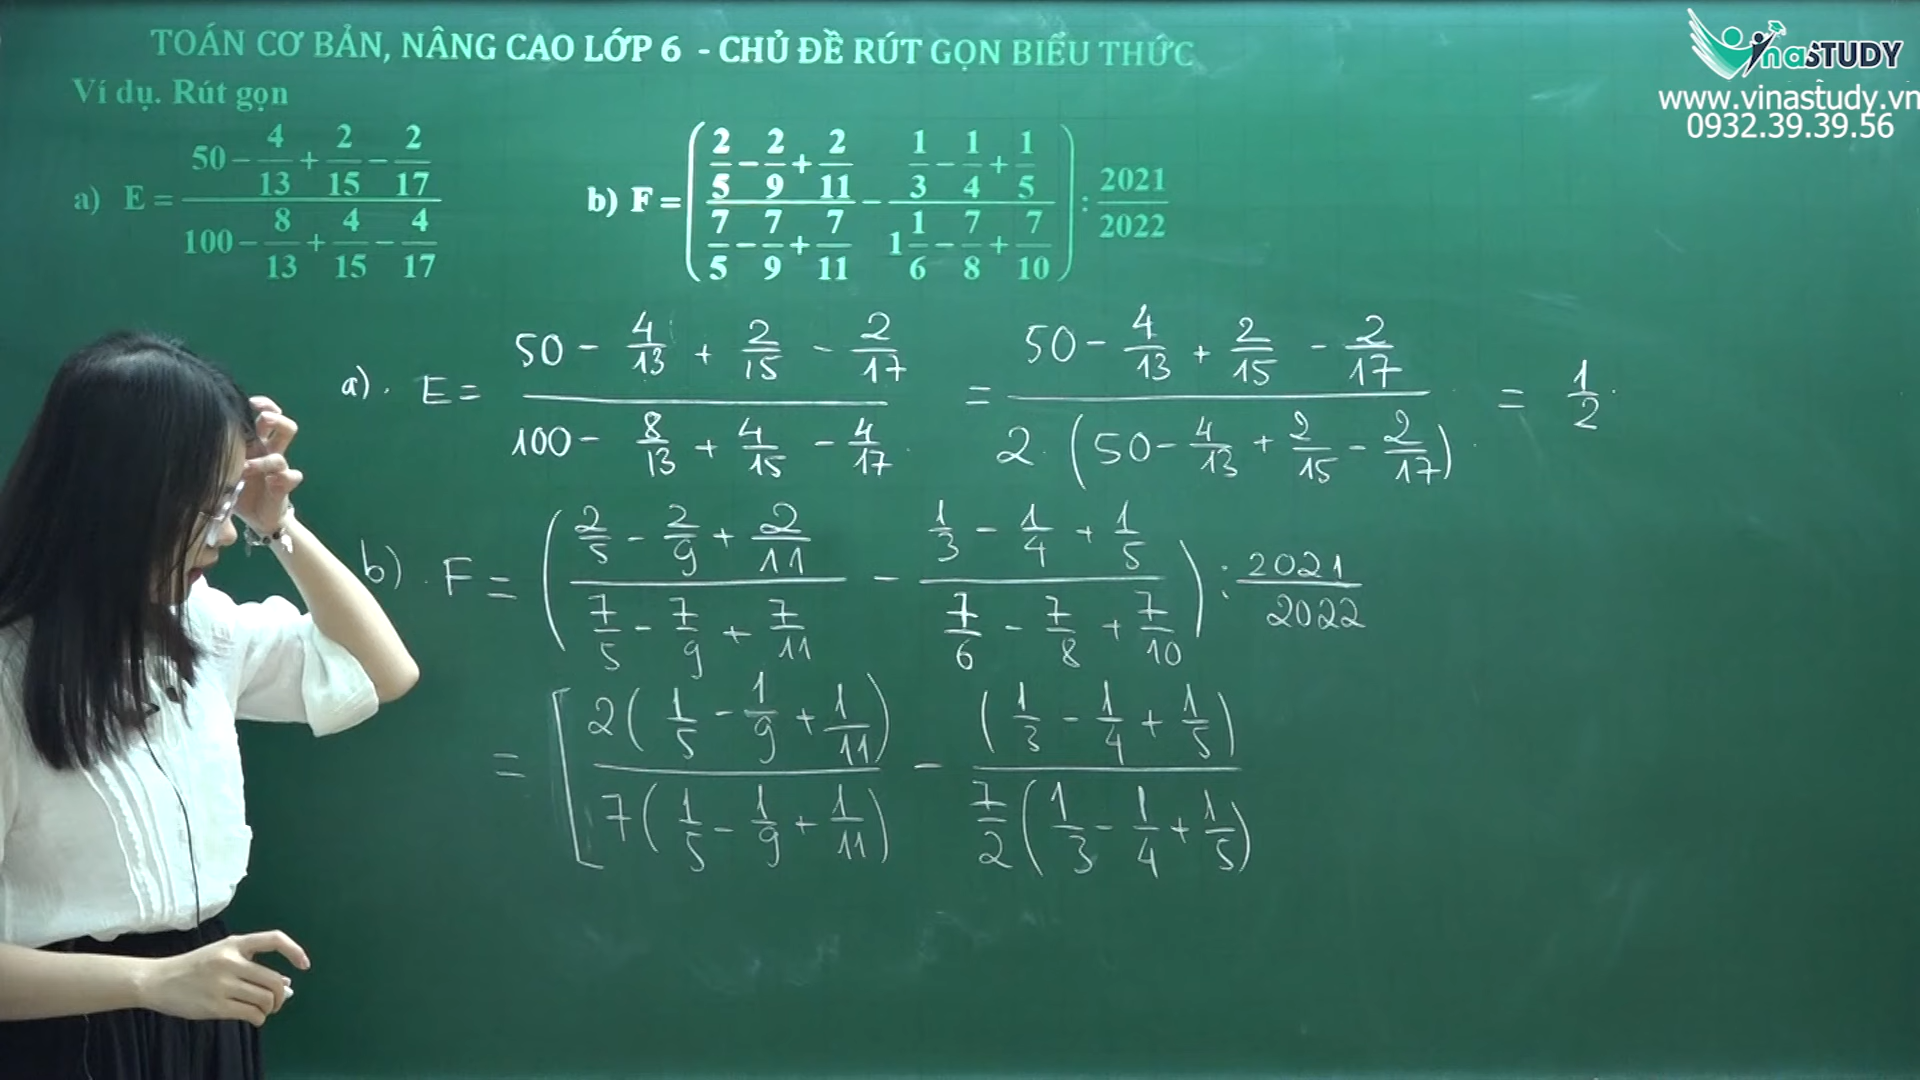 TOÁN CƠ BẢN, NÂNG CAO LỚP 6 - CHỦ ĐỀ RÚT GỌN BIỂU THỨC
VinaSTUDY
www.vinastudy.vn
0932.39.39.56
Ví dụ. Rút gọn
a) E = (50 - 4/13 + 2/15 - 2/17) / (100 - 8/13 + 4/15 - 4/17)
b) F = ((2/5 - 2/9 + 2/11) / (7/5 - 7/9 + 7/11) - (1/3 - 1/4 + 1/5) / (1 1/6 - 7/8 + 7/10)) : 2021/2022
a). E = (50 - 4/13 + 2/15 - 2/17) / (100 - 8/13 + 4/15 - 4/17) = (50 - 4/13 + 2/15 - 2/17) / (2. (50 - 4/13 + 2/15 - 2/17)) = 1/2.
b). F = ((2/5 - 2/9 + 2/11) / (7/5 - 7/9 + 7/11) - (1/3 - 1/4 + 1/5) / (7/6 - 7/8 + 7/10)) : 2021/2022
= [ 2(1/5 - 1/9 + 1/11) / 7(1/5 - 1/9 + 1/11) - (1/3 - 1/4 + 1/5) / 7/2(1/3 - 1/4 + 1/5)